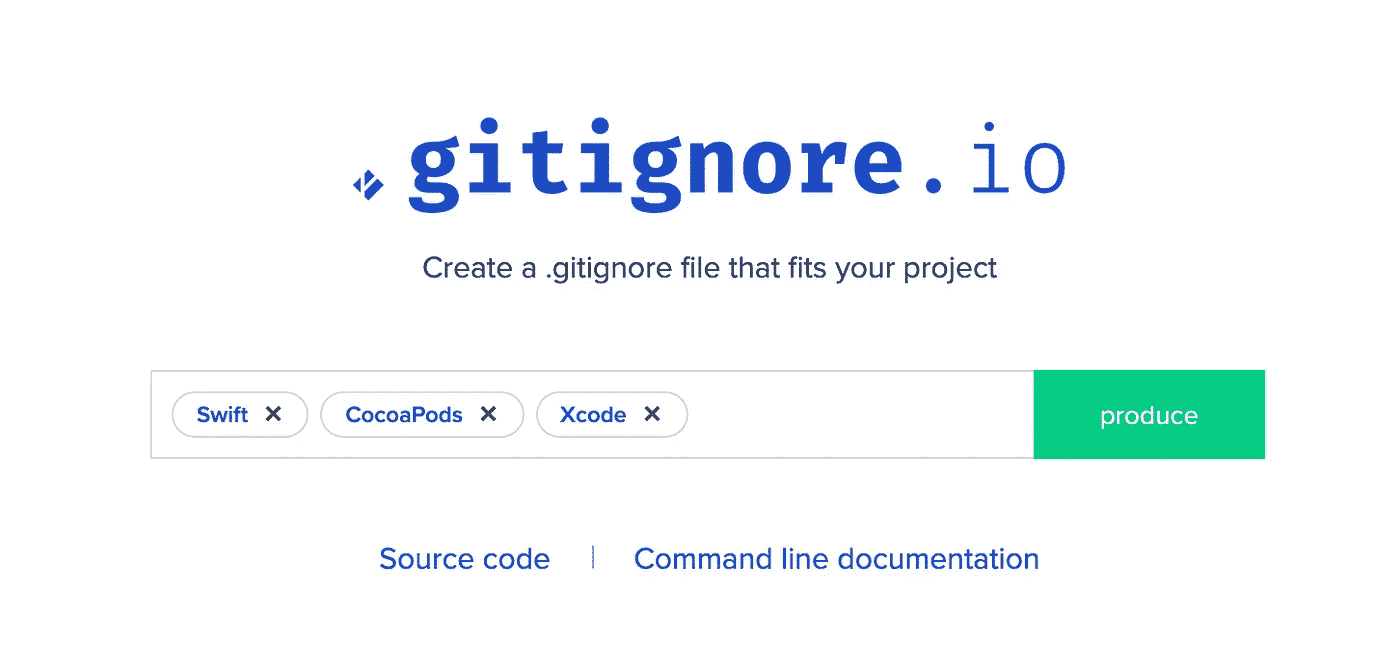 gitignore.io
Create a .gitignore file that fits your project
Swift ✕ CocoaPods ✕ Xcode ✕ produce
Source code | Command line documentation